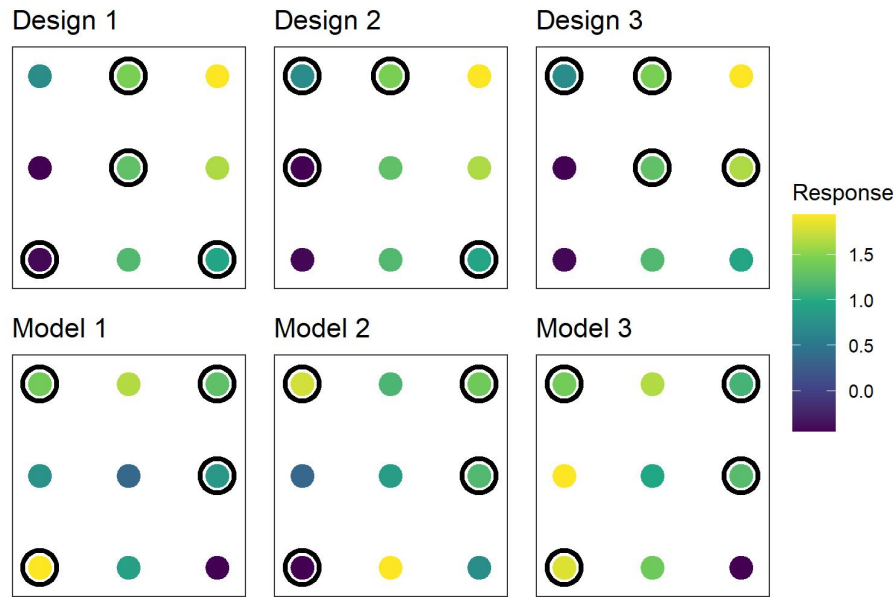 Design 1
Design 2
Design 3
Response
1.5
1.0
0.5
0.0
Model 1
Model 2
Model 3